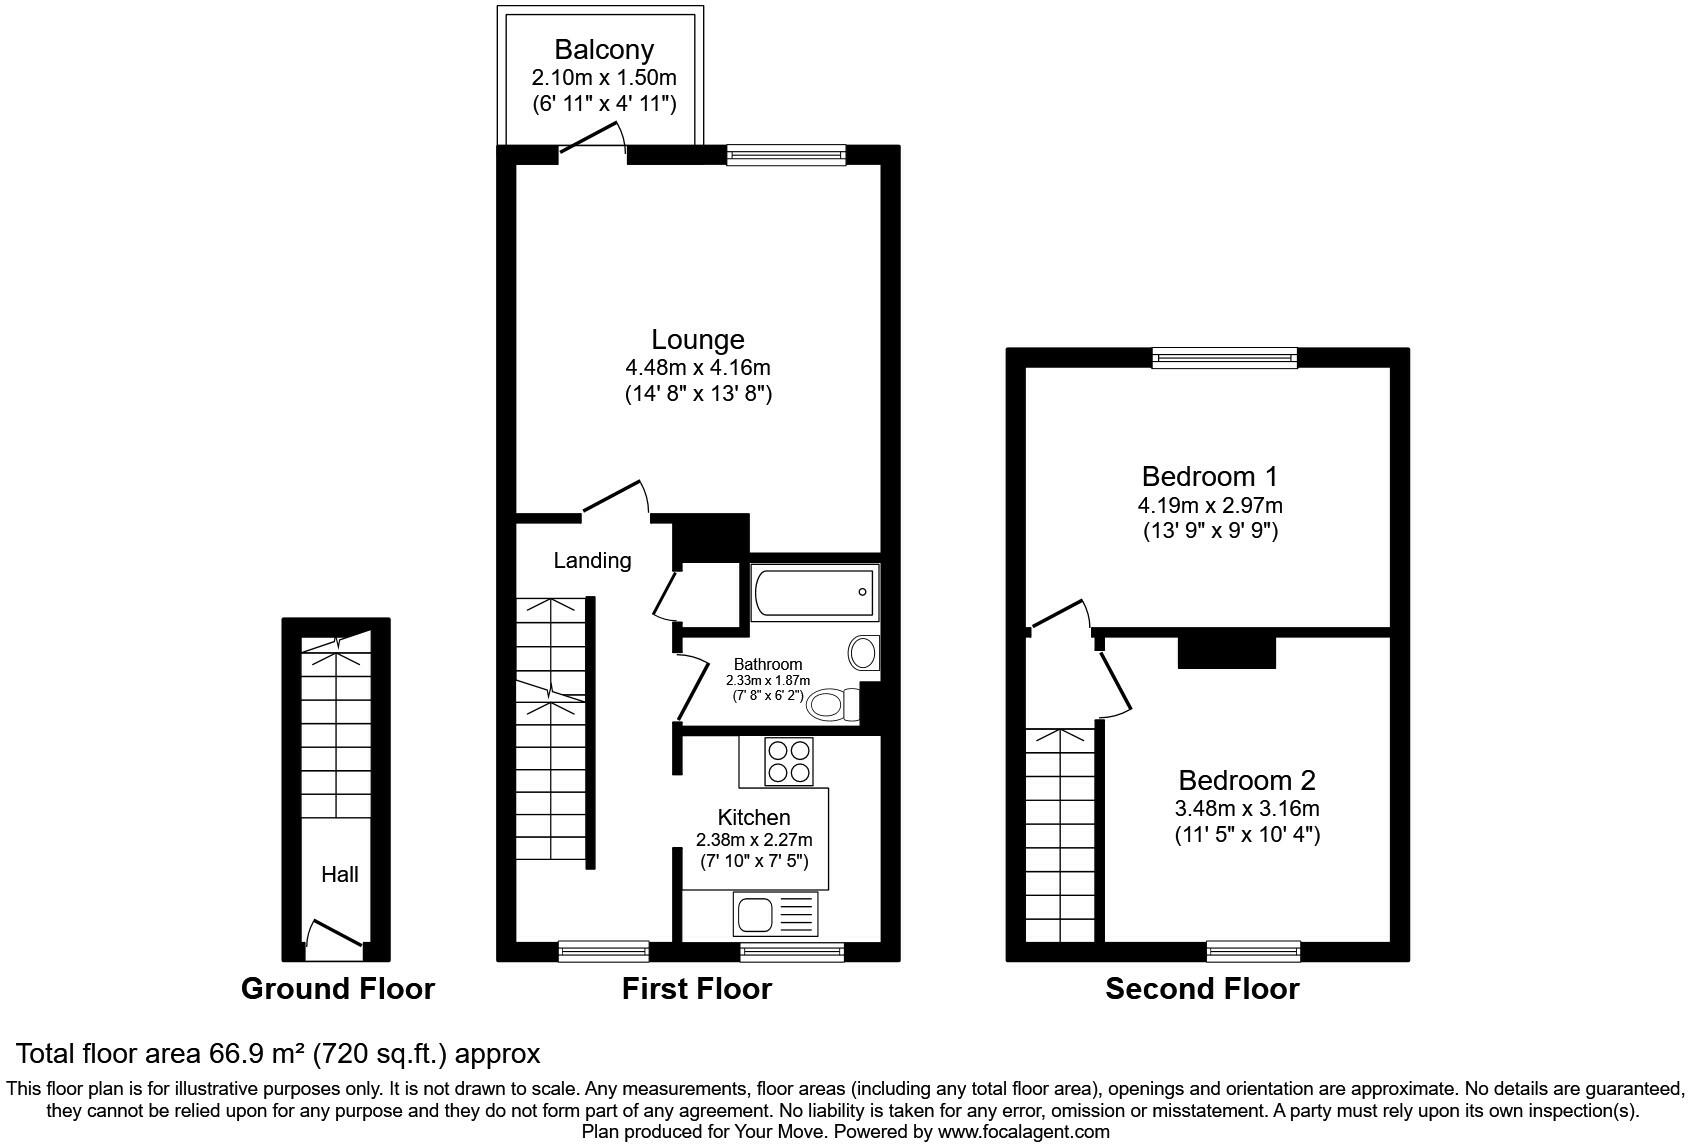 Balcony
2.10m x 1.50m
(6' 11" x 4' 11")
Lounge
4.48m x 4.16m
(14' 8" x 13' 8")
Landing
Bathroom
2.33m x 1.87m
(7' 8" x 6' 2")
Kitchen
2.38m x 2.27m
(7' 10" x 7' 5")
Bedroom 1
4.19m x 2.97m
(13' 9" x 9' 9")
Bedroom 2
3.48m x 3.16m
(11' 5" x 10' 4")
Hall
Ground Floor
First Floor
Second Floor
Total floor area 66.9 m² (720 sq.ft.) approx
This floor plan is for illustrative purposes only. It is not drawn to scale. Any measurements, floor areas (including any total floor area), openings and orientation are approximate. No details are guaranteed,
they cannot be relied upon for any purpose and they do not form part of any agreement. No liability is taken for any error, omission or misstatement. A party must rely upon its own inspection(s).
Plan produced for Your Move. Powered by www.focalagent.com